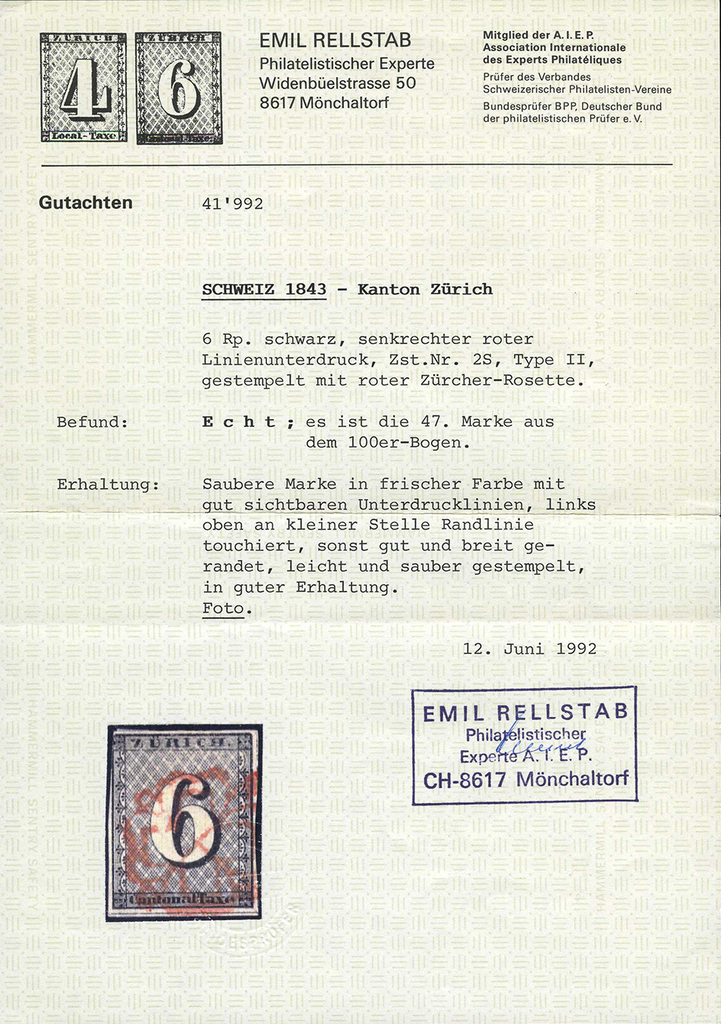 ZÜRICH
4
Local-Taxe
ZÜRICH
6
Cantonal-Taxe
EMIL RELLSTAB
Philatelistischer Experte
Widenbüelstrasse 50
8617 Mönchaltorf
Mitglied der A.I.E.P.
Association Internationale
des Experts Philatéliques
Prüfer des Verbandes
Schweizerischer Philatelisten-Vereine
Bundesprüfer BPP, Deutscher Bund
der philatelistischen Prüfer e.V.
Gutachten 41'992
SCHWEIZ 1843 - Kanton Zürich
6 Rp. schwarz, senkrechter roter
Linienunterdruck, Zst.Nr. 2S, Type II,
gestempelt mit roter Zürcher-Rosette.
Befund: E c h t ; es ist die 47. Marke aus
dem 100er-Bogen.
Erhaltung: Saubere Marke in frischer Farbe mit
gut sichtbaren Unterdrucklinien, links
oben an kleiner Stelle Randlinie
touchiert, sonst gut und breit ge-
randet, leicht und sauber gestempelt,
in guter Erhaltung.
Foto.
12. Juni 1992
EMIL RELLSTAB
Philatelistischer
Experte A.I.E.P.
CH-8617 Mönchaltorf
ZÜRICH.
6
Cantonal Taxe